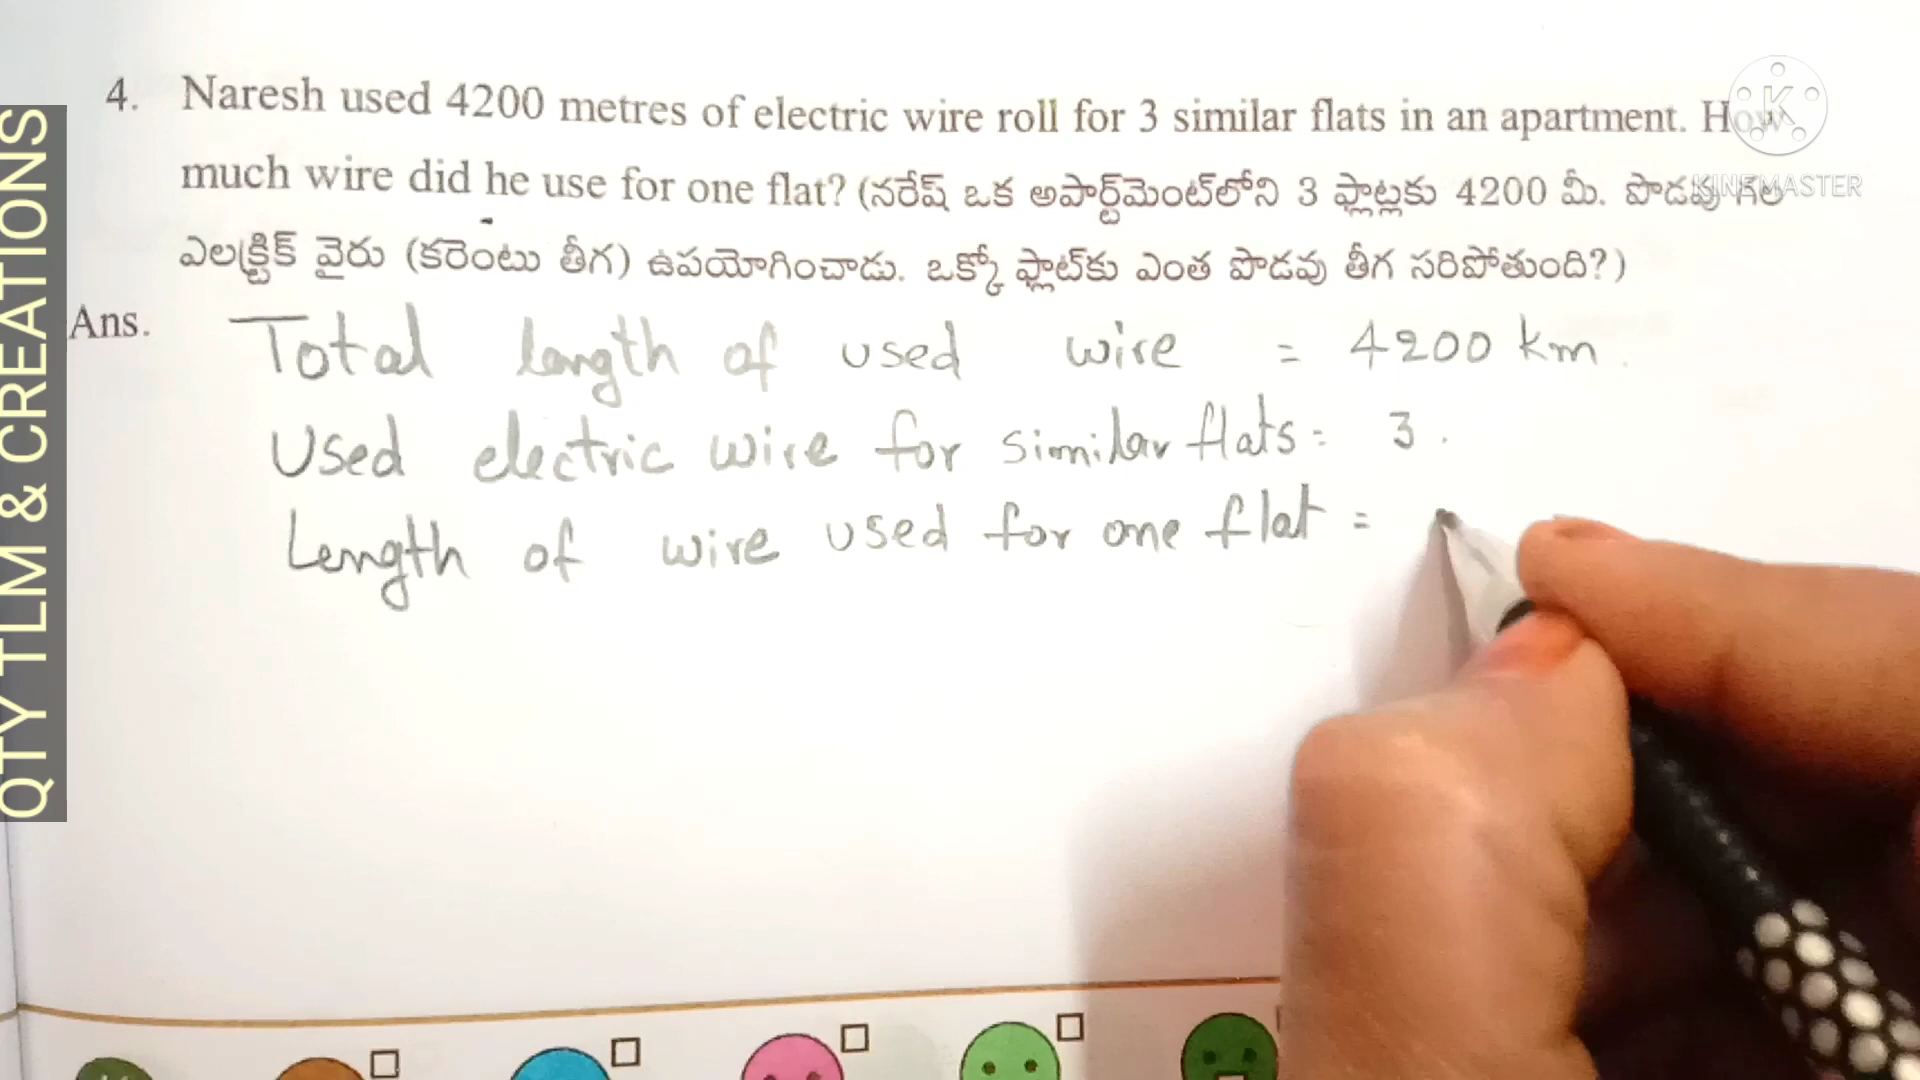 4. Naresh used 4200 metres of electric wire roll for 3 similar flats in an apartment. How
much wire did he use for one flat? (నరేష్ ఒక అపార్ట్‌మెంట్‌లోని 3 ఫ్లాట్లకు 4200 మీ. పొడవు గల
ఎలక్ట్రిక్ వైరు (కరెంటు తీగ) ఉపయోగించాడు. ఒక్కో ఫ్లాట్‌కు ఎంత పొడవు తీగ సరిపోతుంది?)
Ans. Total length of used wire = 4200 km.
Used electric wire for similar flats = 3.
Length of wire used for one flat =
QTY TLM & CREATIONS
K
KINEMASTER